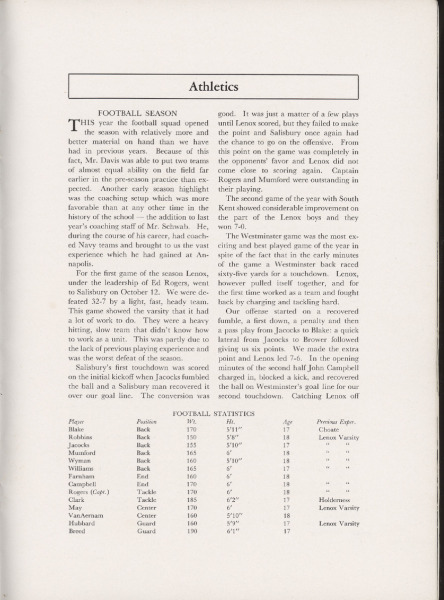 Athletics
FOOTBALL SEASON
THIS year the football squad opened
the season with relatively more and
better material on hand than we have
had in previous years. Because of this
fact, Mr. Davis was able to put two teams
of almost equal ability on the field far
earlier in the pre-season practice than ex-
pected. Another early season highlight
was the coaching setup which was more
favorable than at any other time in the
history of the school — the addition to last
year's coaching staff of Mr. Schwab. He,
during the course of his career, had coach-
ed Navy teams and brought to us the vast
experience which he had gained at An-
napolis.
For the first game of the season Lenox,
under the leadership of Ed Rogers, went
to Salisbury on October 12. We were de-
feated 32-7 by a light, fast, heady team.
This game showed the varsity that it had
a lot of work to do. They were a heavy
hitting, slow team that didn't know how
to work as a unit. This was partly due to
the lack of previous playing experience and
was the worst defeat of the season.
Salisbury's first touchdown was scored
on the initial kickoff when Jacocks fumbled
the ball and a Salisbury man recovered it
over our goal line. The conversion was
good. It was just a matter of a few plays
until Lenox scored, but they failed to make
the point and Salisbury once again had
the chance to go on the offensive. From
this point on the game was completely in
the opponents' favor and Lenox did not
come close to scoring again. Captain
Rogers and Mumford were outstanding in
their playing.
The second game of the year with South
Kent showed considerable improvement on
the part of the Lenox boys and they
won 7-0.
The Westminster game was the most ex-
citing and best played game of the year in
spite of the fact that in the early minutes
of the game a Westminster back raced
sixty-five yards for a touchdown. Lenox,
however pulled itself together, and for
the first time worked as a team and fought
back by charging and tackling hard.
Our offense started on a recovered
fumble, a first down, a penalty and then
a pass play from Jacocks to Blake: a quick
lateral from Jacocks to Brower followed
giving us six points. We made the extra
point and Lenox led 7-6. In the opening
minutes of the second half John Campbell
charged in, blocked a kick, and recovered
the ball on Westminster's goal line for our
second touchdown. Catching Lenox off
FOOTBALL STATISTICS
Player Position Wt. Ht. Age Previous Exper.
Blake Back 170 5'11" 17 Choate
Robbins Back 150 5'8" 18 Lenox Varsity
Jacocks Back 155 5'10" 17 " "
Mumford Back 165 6' 18 " "
Wyman Back 160 5'10" 18 " "
Williams Back 165 6' 17 " "
Farnham End 160 6' 18
Campbell End 170 6' 18 " "
Rogers (Capt.) Tackle 170 6' 18 " "
Clark Tackle 185 6'2" 17 Holderness
May Center 170 6' 17 Lenox Varsity
VanAernam Center 160 5'10" 18
Hubbard Guard 160 5'9" 17 Lenox Varsity
Breed Guard 190 6'1" 17